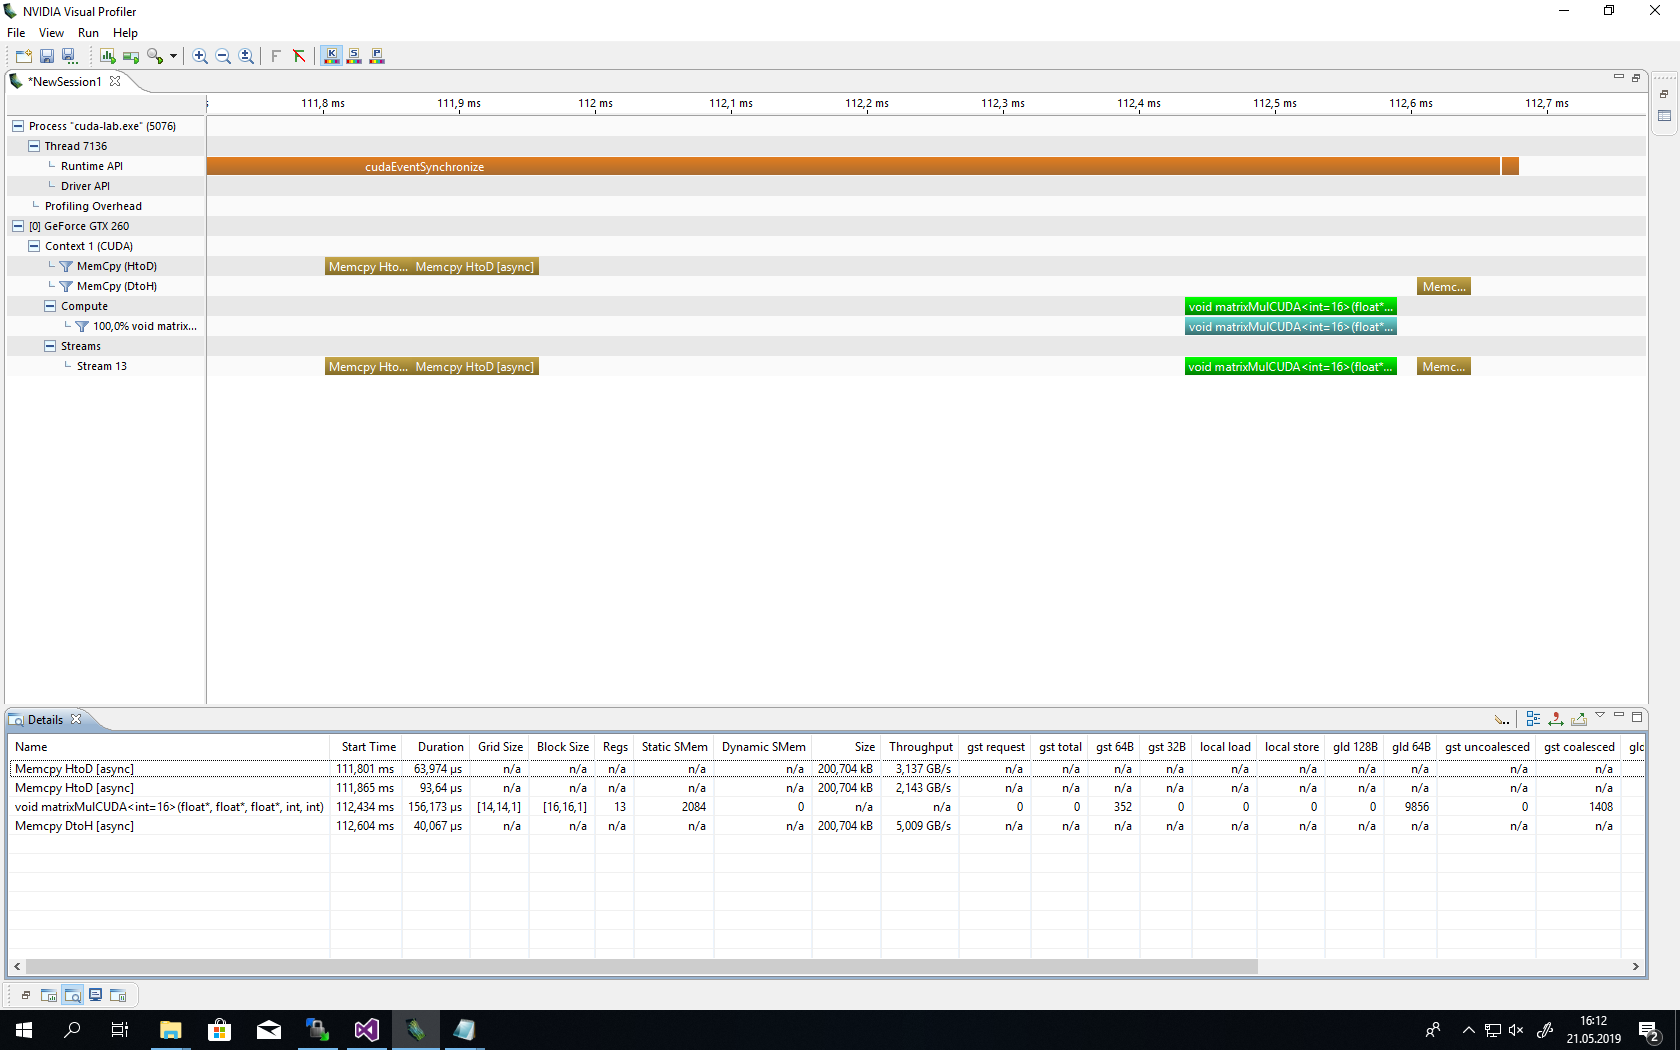 NVIDIA Visual Profiler
File View Run Help
*NewSession1
111,8 ms 111,9 ms 112 ms 112,1 ms 112,2 ms 112,3 ms 112,4 ms 112,5 ms 112,6 ms 112,7 ms
Process "cuda-lab.exe" (5076)
Thread 7136
Runtime API cudaEventSynchronize
Driver API
Profiling Overhead
[0] GeForce GTX 260
Context 1 (CUDA)
MemCpy (HtoD) Memcpy Hto... Memcpy HtoD [async]
MemCpy (DtoH) Memc...
Compute void matrixMulCUDA<int=16>(float*...
100,0% void matrix... void matrixMulCUDA<int=16>(float*...
Streams
Stream 13 Memcpy Hto... Memcpy HtoD [async] void matrixMulCUDA<int=16>(float*... Memc...
Details
Name Start Time Duration Grid Size Block Size Regs Static SMem Dynamic SMem Size Throughput gst request gst total gst 64B gst 32B local load local store gld 128B gld 64B gst uncoalesced gst coalesced glc
Memcpy HtoD [async] 111,801 ms 63,974 µs n/a n/a n/a n/a n/a 200,704 kB 3,137 GB/s n/a n/a n/a n/a n/a n/a n/a n/a n/a n/a
Memcpy HtoD [async] 111,865 ms 93,64 µs n/a n/a n/a n/a n/a 200,704 kB 2,143 GB/s n/a n/a n/a n/a n/a n/a n/a n/a n/a n/a
void matrixMulCUDA<int=16>(float*, float*, float*, int, int) 112,434 ms 156,173 µs [14,14,1] [16,16,1] 13 2084 0 n/a n/a 0 0 352 0 0 0 0 9856 0 1408
Memcpy DtoH [async] 112,604 ms 40,067 µs n/a n/a n/a n/a n/a 200,704 kB 5,009 GB/s n/a n/a n/a n/a n/a n/a n/a n/a n/a n/a
16:12
21.05.2019
2